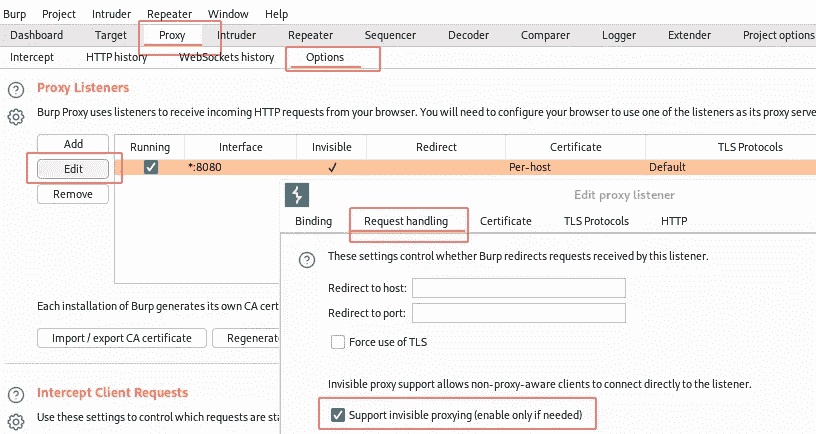 Burp Project Intruder Repeater Window Help
Dashboard Target Proxy Intruder Repeater Sequencer Decoder Comparer Logger Extender Project options
Intercept HTTP history WebSockets history Options
Proxy Listeners
Burp Proxy uses listeners to receive incoming HTTP requests from your browser. You will need to configure your browser to use one of the listeners as its proxy serve
Add
Running Interface Invisible Redirect Certificate TLS Protocols
Edit
*:8080 Per-host Default
Remove
Edit proxy listener
Binding Request handling Certificate TLS Protocols HTTP
These settings control whether Burp redirects requests received by this listener.
Redirect to host:
Redirect to port:
Force use of TLS
Each installation of Burp generates its own CA cert
Import / export CA certificate Regenera
Invisible proxy support allows non-proxy-aware clients to connect directly to the listener.
Support invisible proxying (enable only if needed)
Intercept Client Requests
Use these settings to control which requests are sta